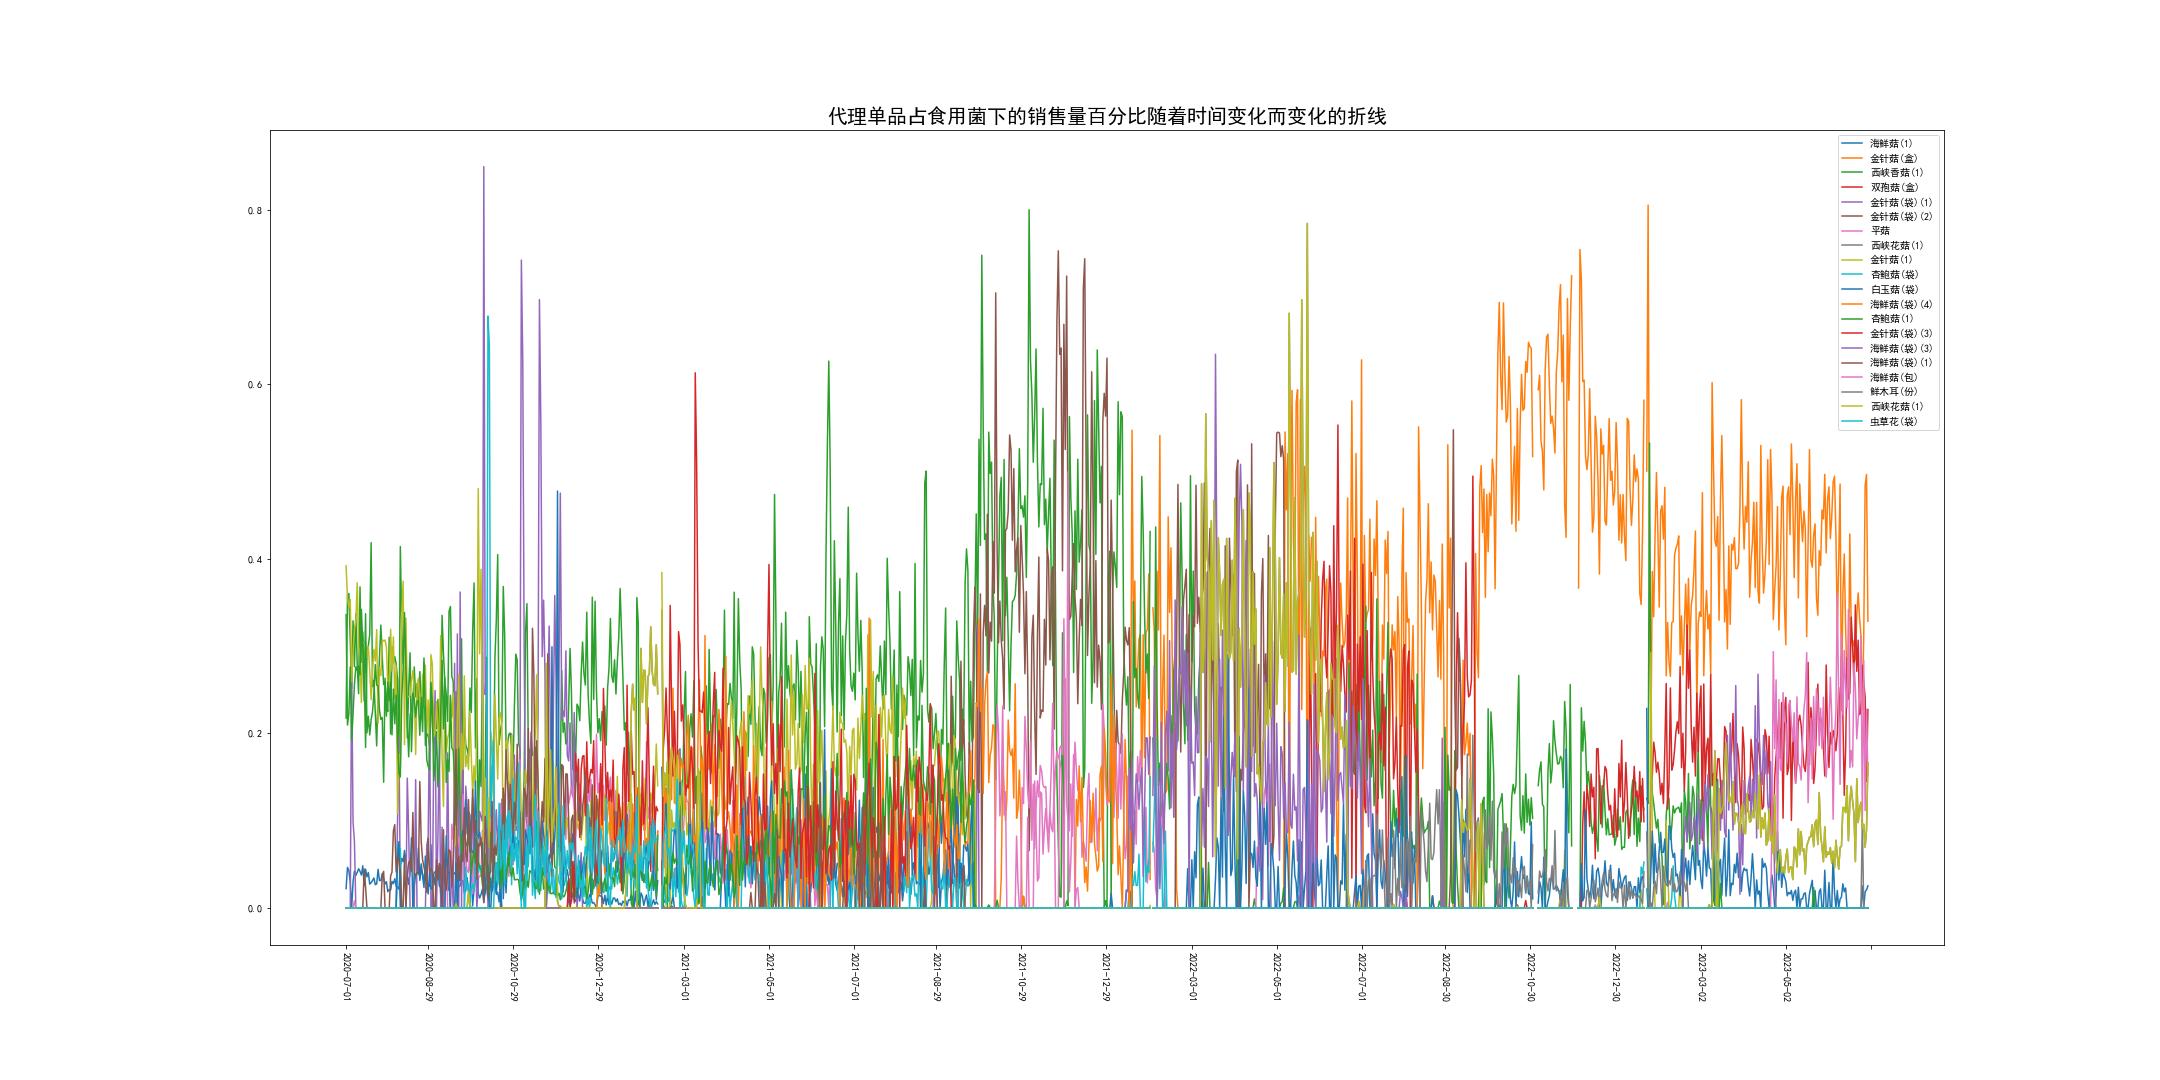 代理单品占食用菌下的销售量百分比随着时间变化而变化的折线
海鲜菇(1)
金针菇(盒)
西峡香菇(1)
双孢菇(盒)
金针菇(袋)(1)
金针菇(袋)(2)
平菇
西峡花菇(1)
金针菇(1)
杏鲍菇(袋)
白玉菇(袋)
海鲜菇(袋)(4)
杏鲍菇(1)
金针菇(袋)(3)
海鲜菇(袋)(3)
海鲜菇(袋)(1)
海鲜菇(包)
鲜木耳(份)
西峡花菇(1)
虫草花(袋)
0.8
0.6
0.4
0.2
0.0
2020-07-01
2020-08-29
2020-10-29
2020-12-29
2021-03-01
2021-05-01
2021-07-01
2021-08-29
2021-10-29
2021-12-29
2022-03-01
2022-05-01
2022-07-01
2022-08-30
2022-10-30
2022-12-30
2023-03-02
2023-05-02